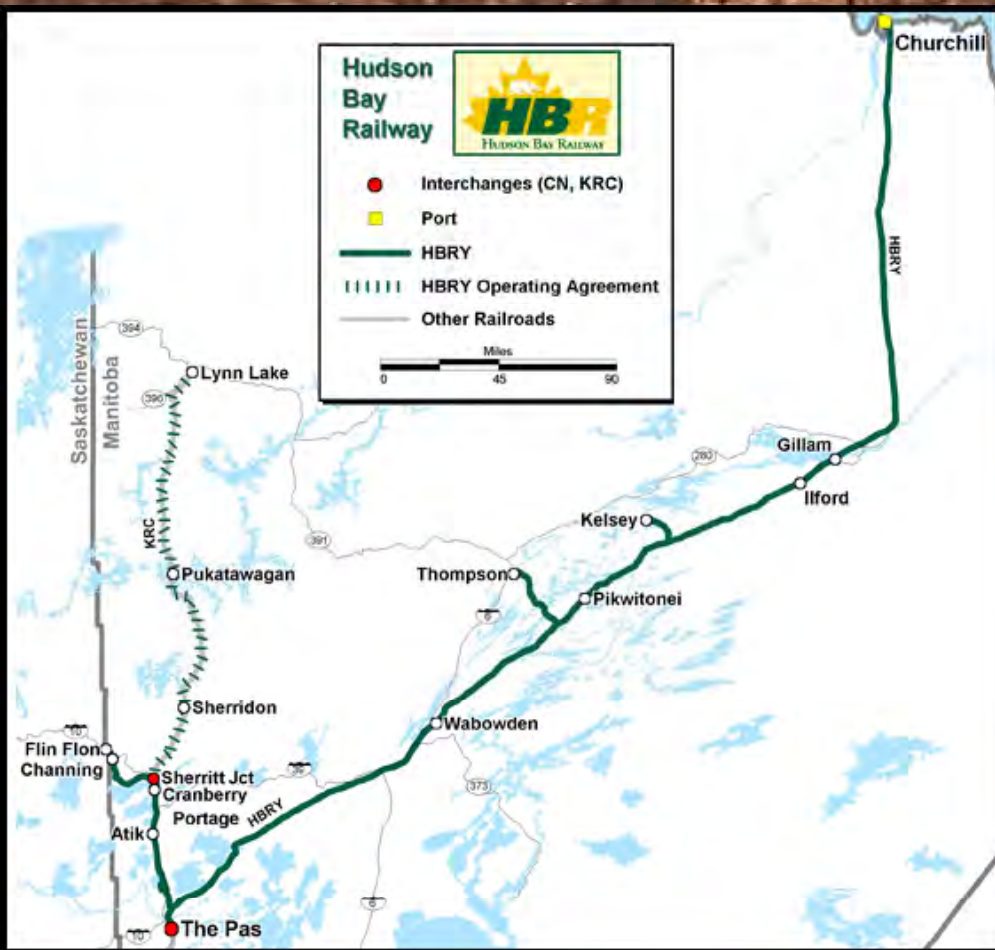 Churchill
Hudson
Bay
Railway
HBR
HUDSON BAY RAILWAY
Interchanges (CN, KRC)
Port
HBRY
HBRY Operating Agreement
Other Railroads
Miles
0 45 90
HBRY
Saskatchewan
Manitoba
394
Lynn Lake
396
KRC
391
280
Gillam
Ilford
Kelsey
Thompson
Pukatawagan
Pikwitonei
6
Sherridon
Wabowden
10
Flin Flon
Channing
Sherritt Jct
Cranberry
Portage
39
HBRY
373
Atik
6
The Pas
10